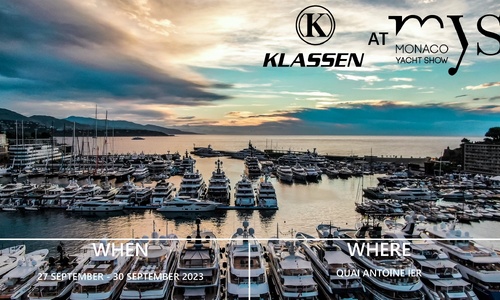 K
KLASSEN
AT
mys
MONACO
YACHT SHOW
WHEN
27 SEPTEMBER - 30 SEPTEMBER 2023
WHERE
QUAI ANTOINE IER